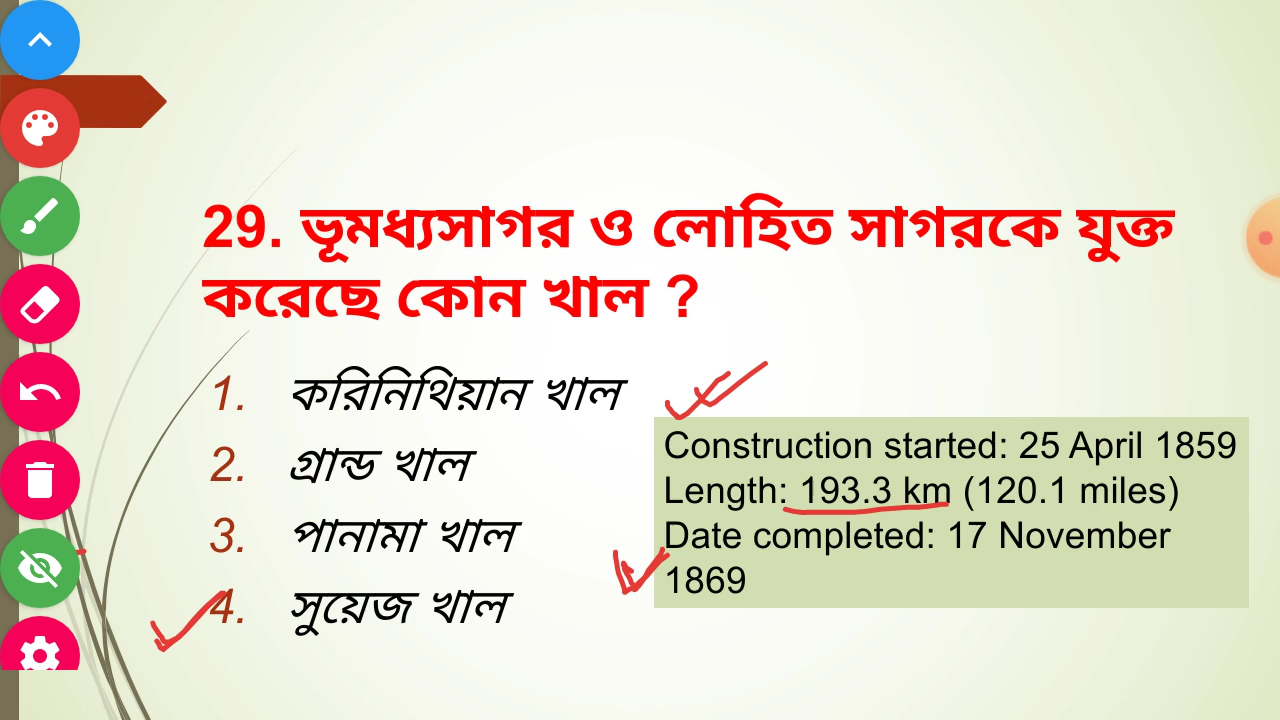 29. ভূমধ্যসাগর ও লোহিত সাগরকে যুক্ত
করেছে কোন খাল ?
1. করিনিথিয়ান খাল
2. গ্রান্ড খাল
3. পানামা খাল
4. সুয়েজ খাল
Construction started: 25 April 1859
Length: 193.3 km (120.1 miles)
Date completed: 17 November
1869